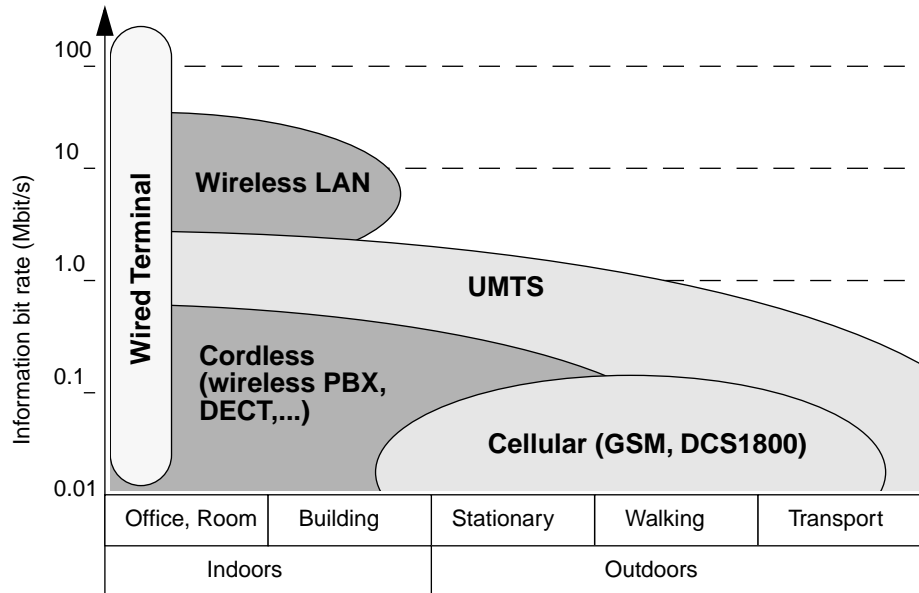 Information bit rate (Mbit/s)
100
10
1.0
0.1
0.01
Wired Terminal
Wireless LAN
UMTS
Cordless
(wireless PBX,
DECT,...)
Cellular (GSM, DCS1800)
Office, Room
Building
Stationary
Walking
Transport
Indoors
Outdoors